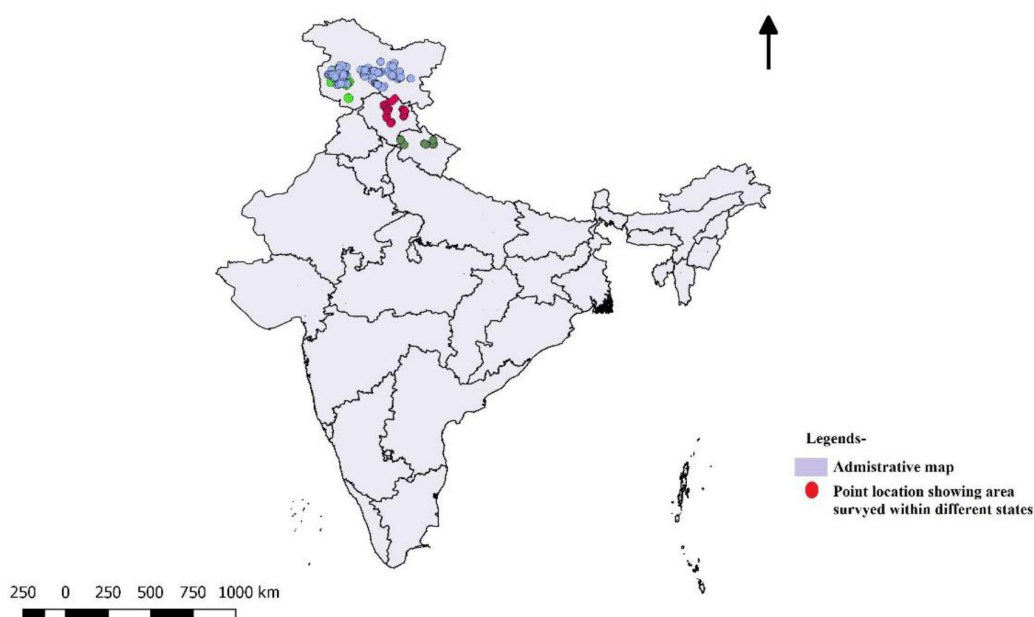 Legends-
Admistrative map
Point location showing area
survyed within different states
250 0 250 500 750 1000 km